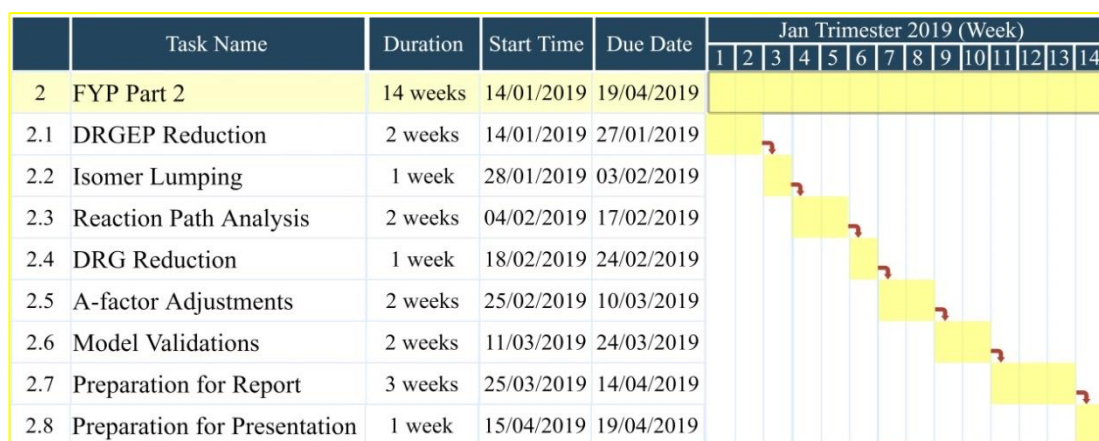 Task Name Duration Start Time Due Date Jan Trimester 2019 (Week)
1 2 3 4 5 6 7 8 9 10 11 12 13 14
2 FYP Part 2 14 weeks 14/01/2019 19/04/2019
2.1 DRGEP Reduction 2 weeks 14/01/2019 27/01/2019
2.2 Isomer Lumping 1 week 28/01/2019 03/02/2019
2.3 Reaction Path Analysis 2 weeks 04/02/2019 17/02/2019
2.4 DRG Reduction 1 week 18/02/2019 24/02/2019
2.5 A-factor Adjustments 2 weeks 25/02/2019 10/03/2019
2.6 Model Validations 2 weeks 11/03/2019 24/03/2019
2.7 Preparation for Report 3 weeks 25/03/2019 14/04/2019
2.8 Preparation for Presentation 1 week 15/04/2019 19/04/2019